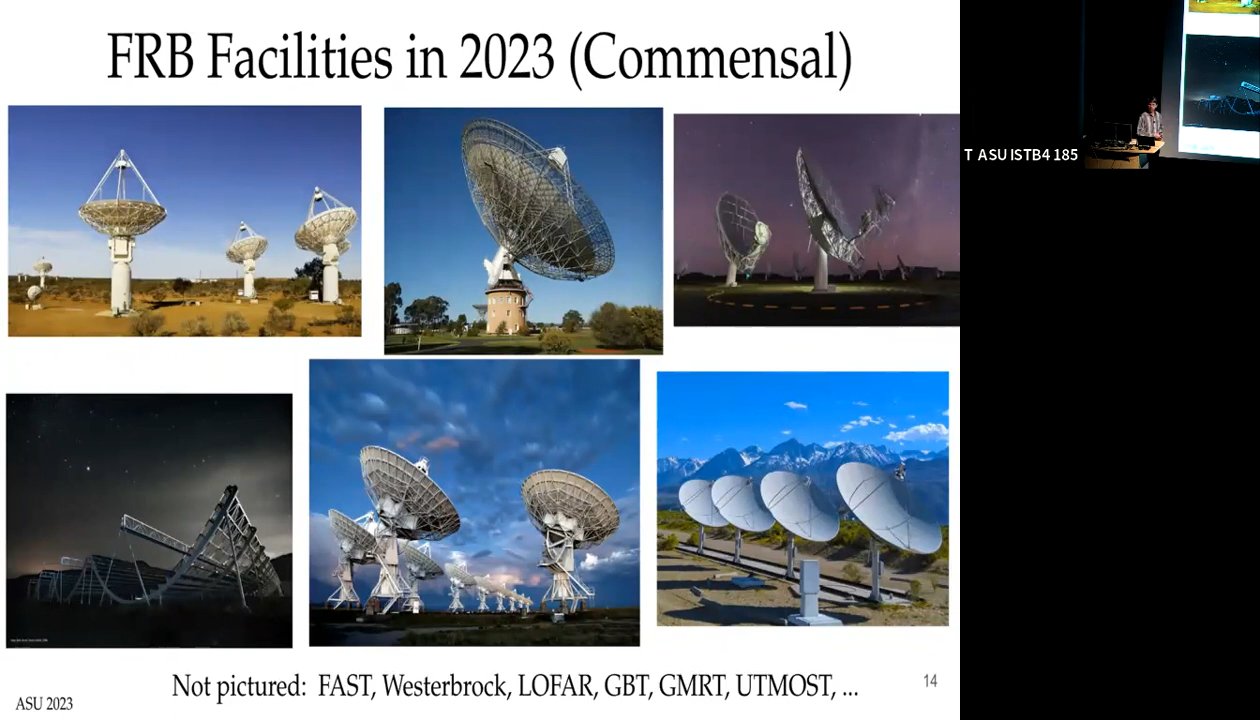 FRB Facilities in 2023 (Commensal)
T ASU ISTB4 185
Not pictured: FAST, Westerbrock, LOFAR, GBT, GMRT, UTMOST, ...
14
ASU 2023